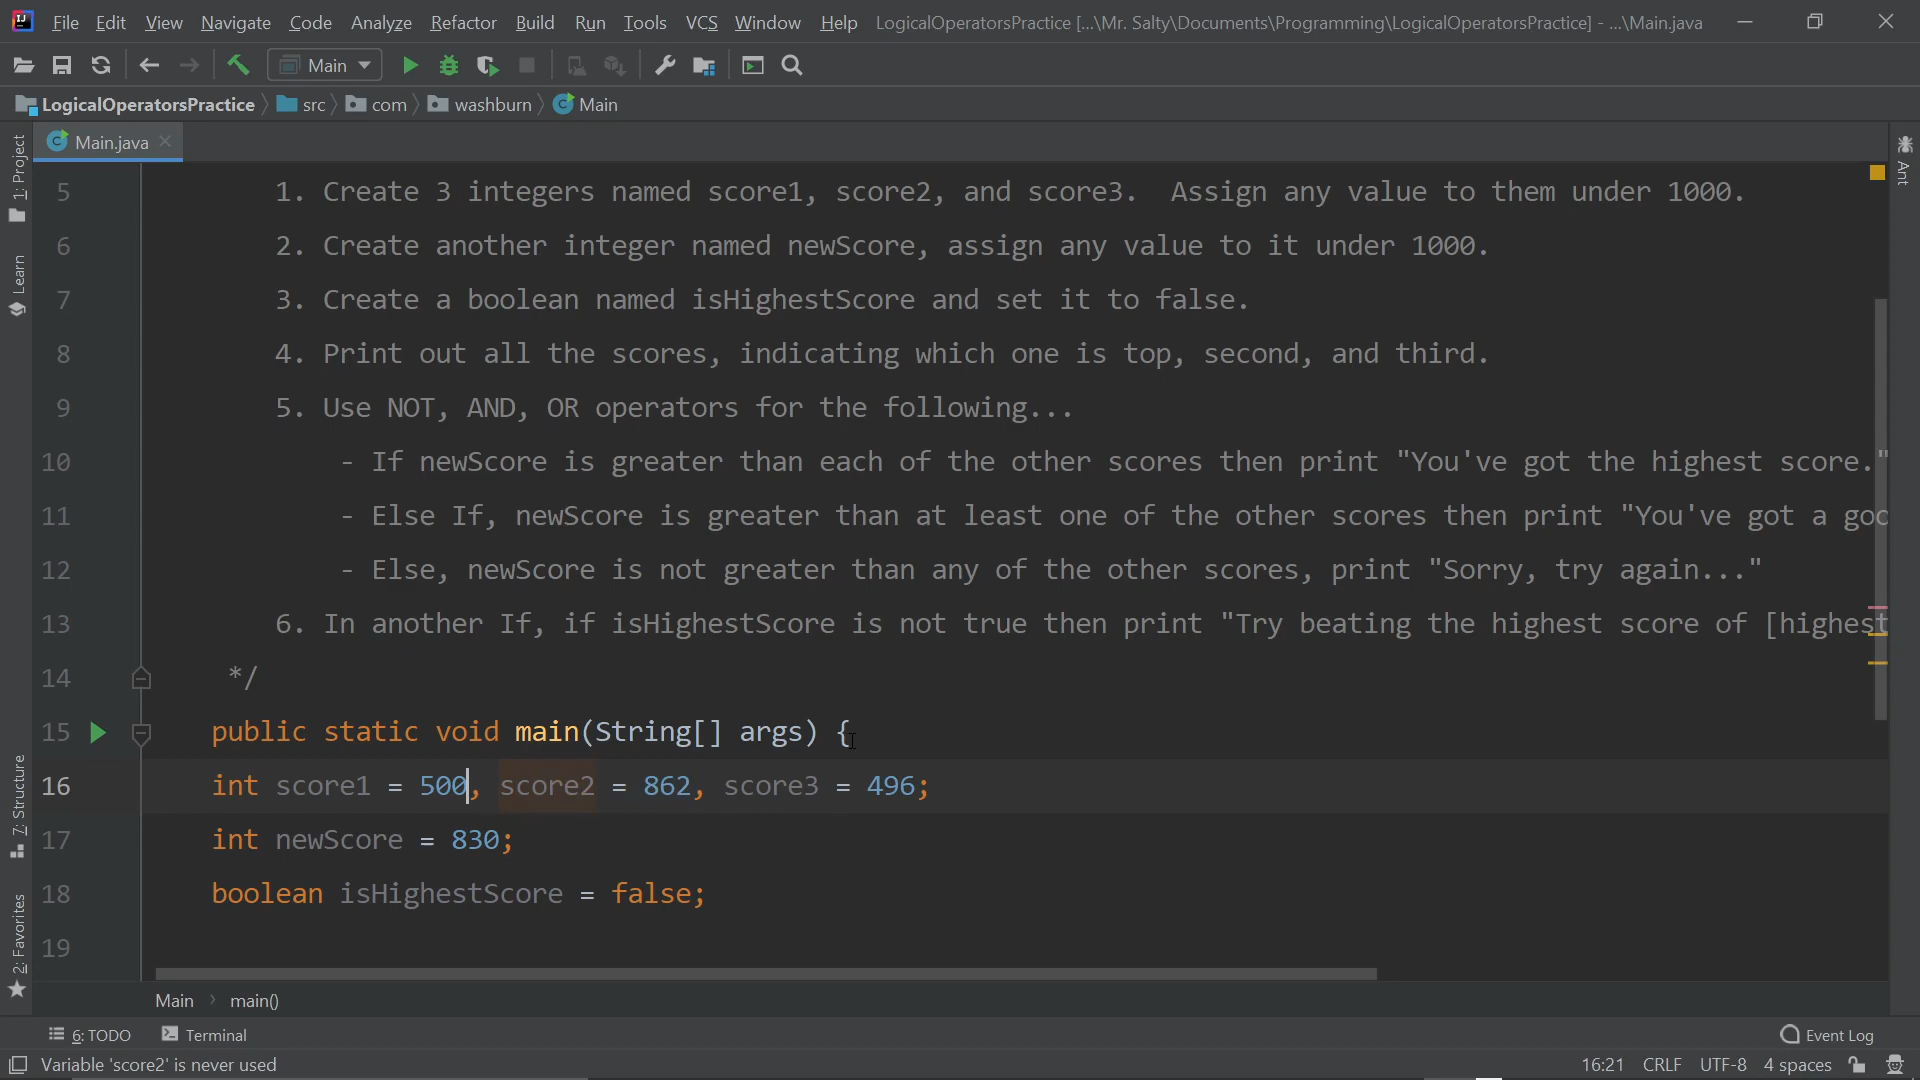 File Edit View Navigate Code Analyze Refactor Build Run Tools VCS Window Help LogicalOperatorsPractice [...\Mr. Salty\Documents\Programming\LogicalOperatorsPractice] - ...\Main.java
Main
LogicalOperatorsPractice src com washburn Main
Main.java
1: Project
Learn
7: Structure
2: Favorites
Ant
5 1. Create 3 integers named score1, score2, and score3. Assign any value to them under 1000.
6 2. Create another integer named newScore, assign any value to it under 1000.
7 3. Create a boolean named isHighestScore and set it to false.
8 4. Print out all the scores, indicating which one is top, second, and third.
9 5. Use NOT, AND, OR operators for the following...
10 - If newScore is greater than each of the other scores then print "You've got the highest score."
11 - Else If, newScore is greater than at least one of the other scores then print "You've got a goo
12 - Else, newScore is not greater than any of the other scores, print "Sorry, try again..."
13 6. In another If, if isHighestScore is not true then print "Try beating the highest score of [highest
14 */
15 public static void main(String[] args) {
16 int score1 = 500, score2 = 862, score3 = 496;
17 int newScore = 830;
18 boolean isHighestScore = false;
19
Main main()
6: TODO Terminal Event Log
Variable 'score2' is never used 16:21 CRLF UTF-8 4 spaces